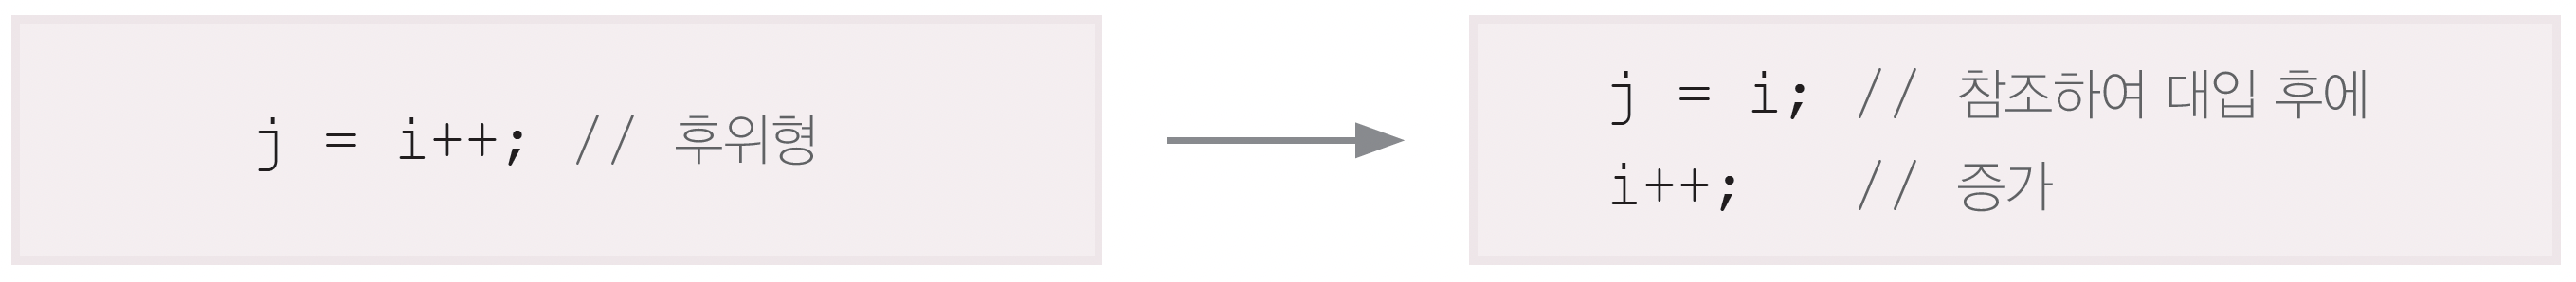 j = i++; // 후위형
j = i; // 참조하여 대입 후에
i++;   // 증가